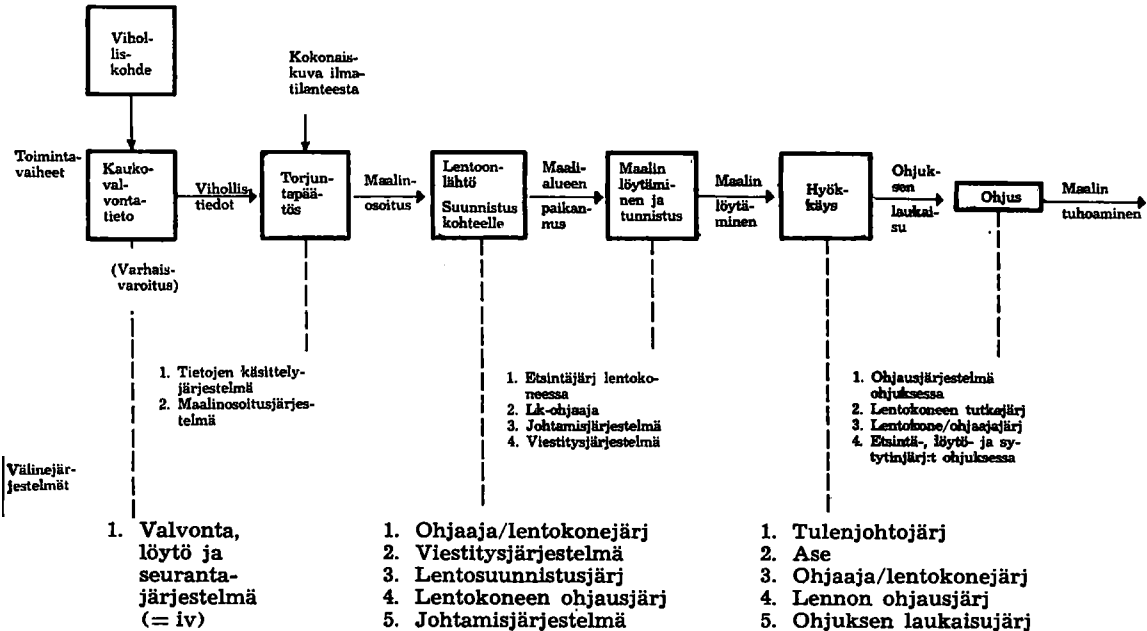 Vihol-
lis-
kohde
Kokonais-
kuva ilma-
tilanteesta
Toiminta-
vaiheet
Kauko-
val-
vonta-
tieto
Vihollis-
tiedot
Torjun-
tapää-
tös
Maalin-
osoitus
Lentoon-
lähtö
Suunnistus
kohteelle
Maali-
alueen
paikan-
nus
Maalin
löytämi-
nen ja
tunnistus
Maalin
löytä-
minen
Hyök-
käys
Ohjuk-
sen
laukai-
su
Ohjus
Maalin
tuhoaminen
(Varhais-
varoitus)
1. Tietojen käsittely-
järjestelmä
2. Maalinosoitusjärjes-
telmä
1. Etsintäjärj lentoko-
neessa
2. Lk-ohjaaja
3. Johtamisjärjestelmä
4. Viestitysjärjestelmä
1. Ohjausjärjestelmä
ohjuksessa
2. Lentokoneen tutkajärj
3. Lentokone/ohjaajajärj
4. Etsintä-, löytö- ja sy-
tytinjärj:t ohjuksessa
Välinejär-
jestelmät
1. Valvonta,
löytö ja
seuranta-
järjestelmä
(= iv)
1. Ohjaaja/lentokonejärj
2. Viestitysjärjestelmä
3. Lentosuunnistusjärj
4. Lentokoneen ohjausjärj
5. Johtamisjärjestelmä
1. Tulenjohtojärj
2. Ase
3. Ohjaaja/lentokonejärj
4. Lennon ohjausjärj
5. Ohjuksen laukaisujärj